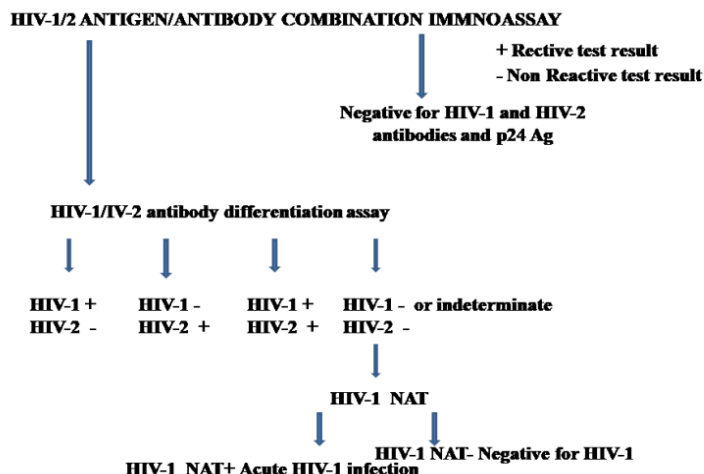 HIV-1/2 ANTIGEN/ANTIBODY COMBINATION IMMNOASSAY
+ Rective test result
- Non Reactive test result
Negative for HIV-1 and HIV-2
antibodies and p24 Ag
HIV-1/IV-2 antibody differentiation assay
HIV-1 + HIV-1 - HIV-1 + HIV-1 - or indeterminate
HIV-2 - HIV-2 + HIV-2 + HIV-2 -
HIV-1 NAT
HIV-1 NAT- Negative for HIV-1
HIV-1 NAT+ Acute HIV-1 infection